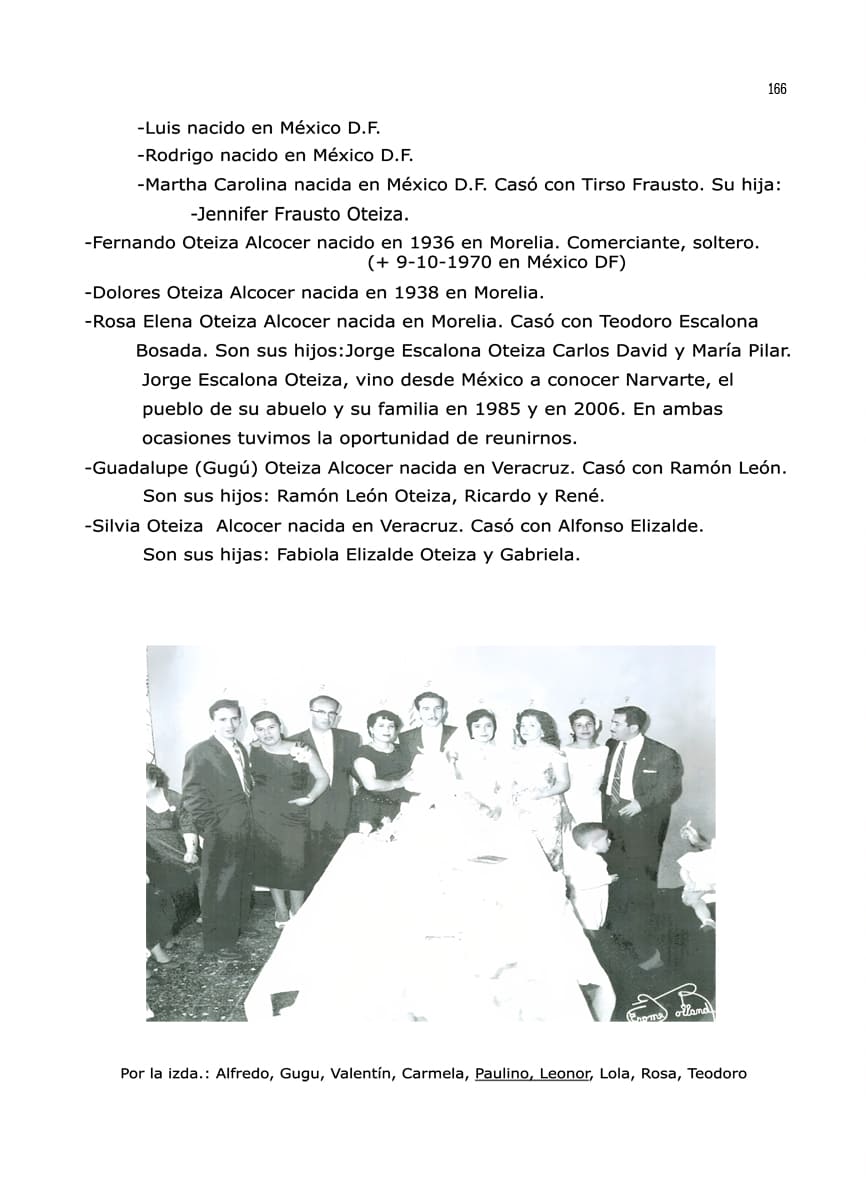 166
-Luis nacido en México D.F.
-Rodrigo nacido en México D.F.
-Martha Carolina nacida en México D.F. Casó con Tirso Frausto. Su hija:
-Jennifer Frausto Oteiza.
-Fernando Oteiza Alcocer nacido en 1936 en Morelia. Comerciante, soltero.
(+ 9-10-1970 en México DF)
-Dolores Oteiza Alcocer nacida en 1938 en Morelia.
-Rosa Elena Oteiza Alcocer nacida en Morelia. Casó con Teodoro Escalona
Bosada. Son sus hijos:Jorge Escalona Oteiza Carlos David y María Pilar.
Jorge Escalona Oteiza, vino desde México a conocer Narvarte, el
pueblo de su abuelo y su familia en 1985 y en 2006. En ambas
ocasiones tuvimos la oportunidad de reunirnos.
-Guadalupe (Gugú) Oteiza Alcocer nacida en Veracruz. Casó con Ramón León.
Son sus hijos: Ramón León Oteiza, Ricardo y René.
-Silvia Oteiza  Alcocer nacida en Veracruz. Casó con Alfonso Elizalde.
Son sus hijas: Fabiola Elizalde Oteiza y Gabriela.
Por la izda.: Alfredo, Gugu, Valentín, Carmela, Paulino, Leonor, Lola, Rosa, Teodoro